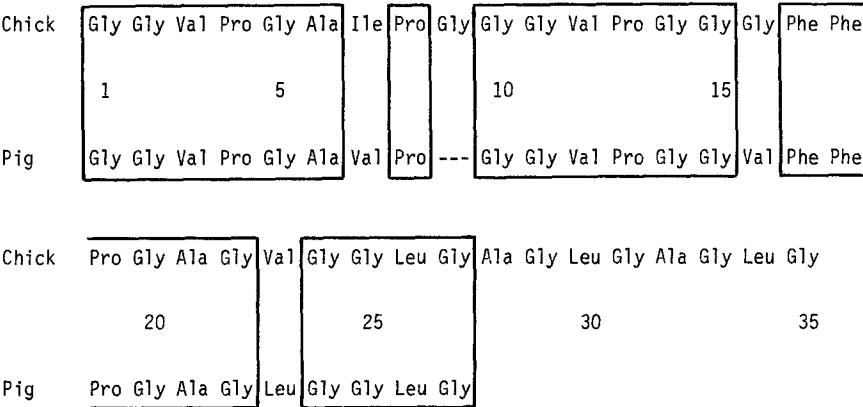 Chick Gly Gly Val Pro Gly Ala Ile Pro Gly Gly Gly Val Pro Gly Gly Gly Phe Phe
1 5 10 15
Pig Gly Gly Val Pro Gly Ala Val Pro --- Gly Gly Val Pro Gly Gly Val Phe Phe
Chick Pro Gly Ala Gly Val Gly Gly Leu Gly Ala Gly Leu Gly Ala Gly Leu Gly
20 25 30 35
Pig Pro Gly Ala Gly Leu Gly Gly Leu Gly